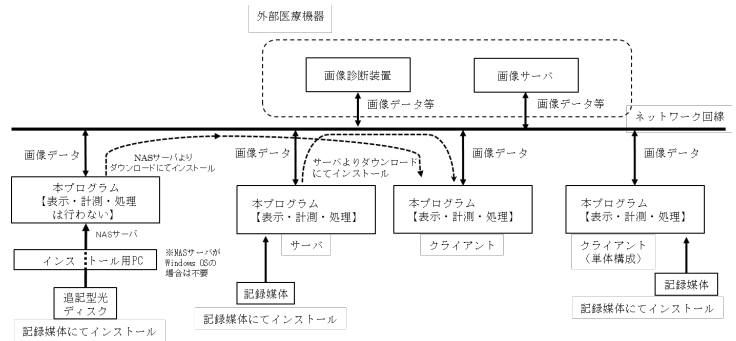 外部医療機器
画像診断装置
画像サーバ
画像データ等
画像データ等
ネットワーク回線
画像データ
NASサーバより
ダウンロードにてインストール
画像データ
サーバよりダウンロード
にてインストール
画像データ
画像データ
本プログラム
【表示・計測・処理
は行わない】
本プログラム
【表示・計測・処理】
本プログラム
【表示・計測・処理】
本プログラム
【表示・計測・処理】
NASサーバ
サーバ
クライアント
クライアント
(単体構成)
インストール用PC
※NASサーバが
Windows OSの
場合は不要
追記型光
ディスク
記録媒体
記録媒体
記録媒体にてインストール
記録媒体にてインストール
記録媒体にてインストール